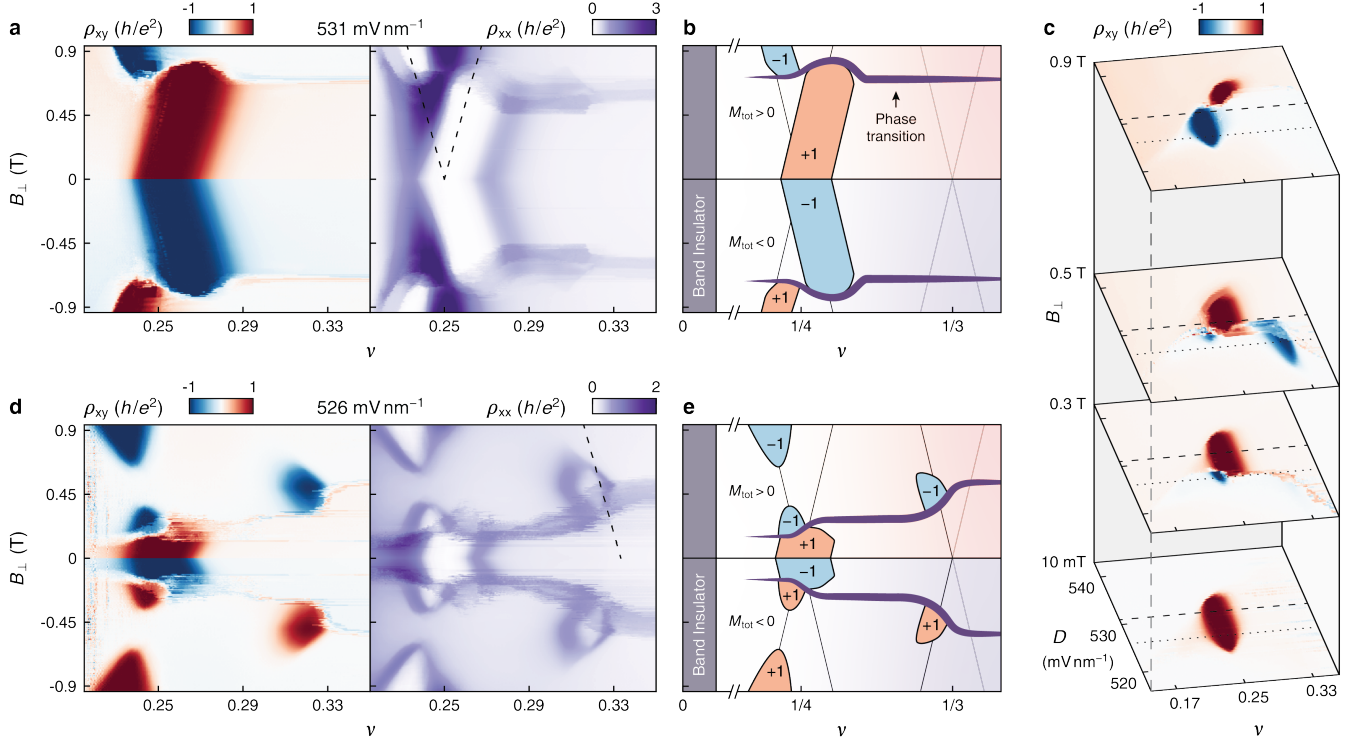 a
ρxy (h/e²)
-1
1
531 mV nm⁻¹
ρxx (h/e²)
0
3
0.9
0.45
0
-0.45
-0.9
B⊥ (T)
0.25
0.29
0.33
0.25
0.29
0.33
ν
b
−1
Mtot > 0
+1
Phase
transition
−1
Mtot < 0
+1
Band Insulator
0
1/4
1/3
ν
c
ρxy (h/e²)
-1
1
0.9 T
0.5 T
B⊥
0.3 T
10 mT
540
530
520
D
(mV nm⁻¹)
0.17
0.25
0.33
ν
d
ρxy (h/e²)
-1
1
526 mV nm⁻¹
ρxx (h/e²)
0
2
0.9
0.45
0
-0.45
-0.9
B⊥ (T)
0.25
0.29
0.33
0.25
0.29
0.33
ν
e
−1
Mtot > 0
−1
−1
+1
−1
Mtot < 0
+1
+1
+1
Band Insulator
0
1/4
1/3
ν